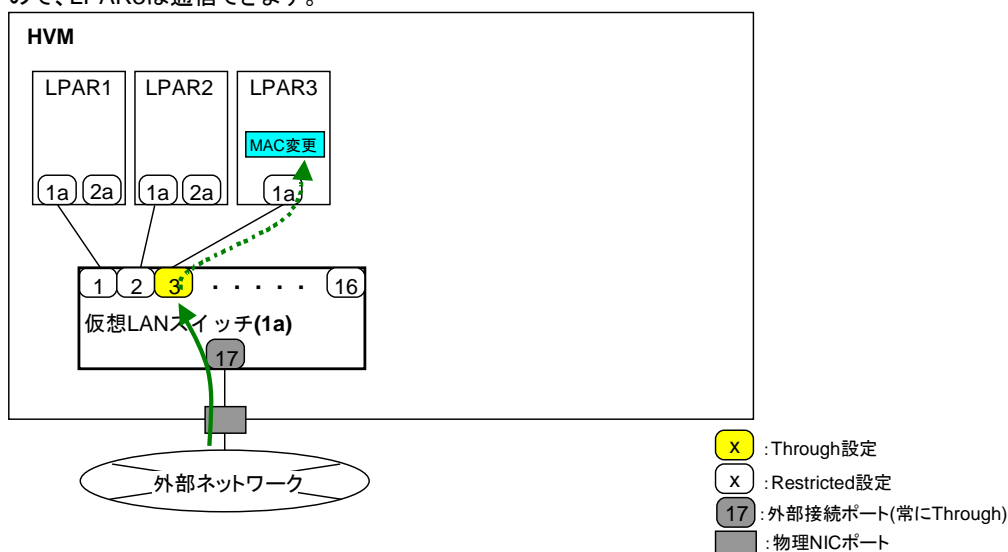 ので、LPAR3は通信できます。
HVM
LPAR1 LPAR2 LPAR3
MAC変更
1a 2a 1a 2a 1a
1 2 3 ・・・・・ 16
仮想LANスイッチ(1a)
17
外部ネットワーク
x :Through設定
x :Restricted設定
17 :外部接続ポート(常にThrough)
:物理NICポート